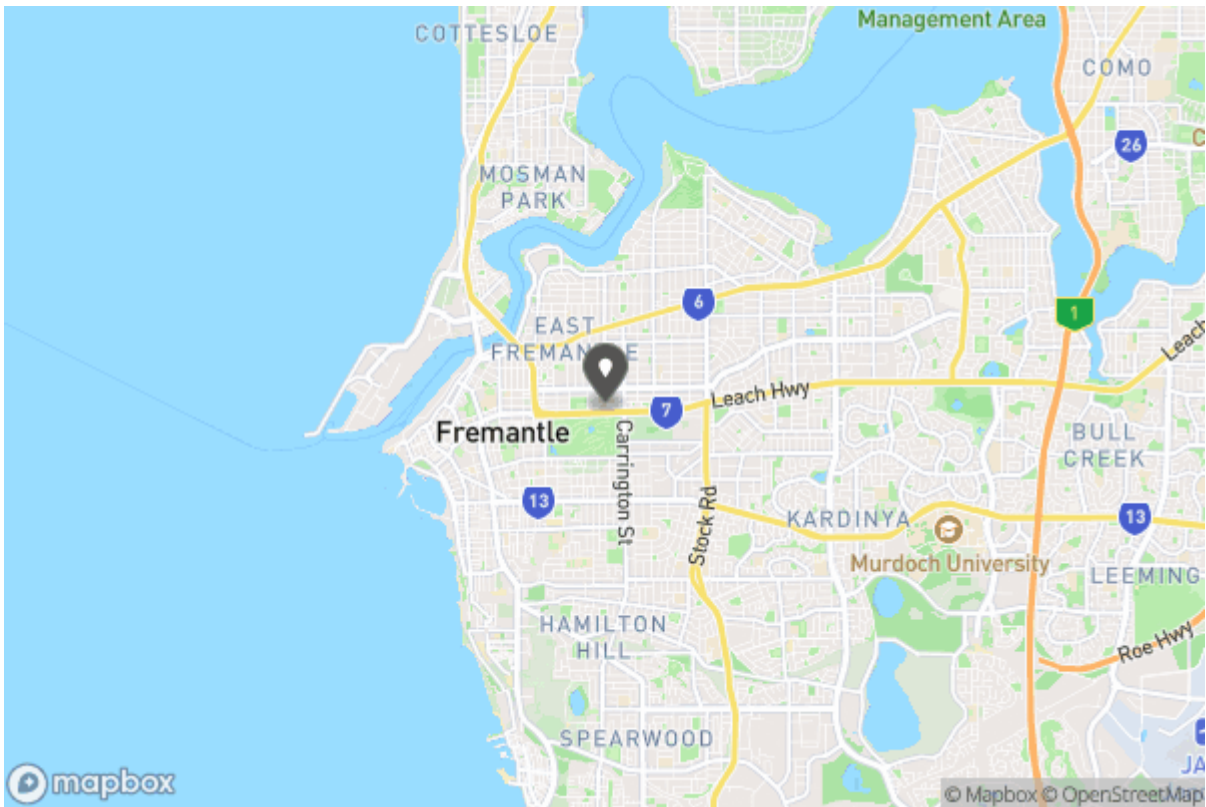 Management Area
COTTESLOE
COMO
26
C
MOSMAN
PARK
6
1
EAST
FREMANTLE
Leach
Leach Hwy
7
Fremantle
Carrington St
BULL
CREEK
13
Stock Rd
KARDINYA
13
Murdoch University
LEEMING
HAMILTON
HILL
Roe Hwy
SPEARWOOD
JA
mapbox
© Mapbox © OpenStreetMap